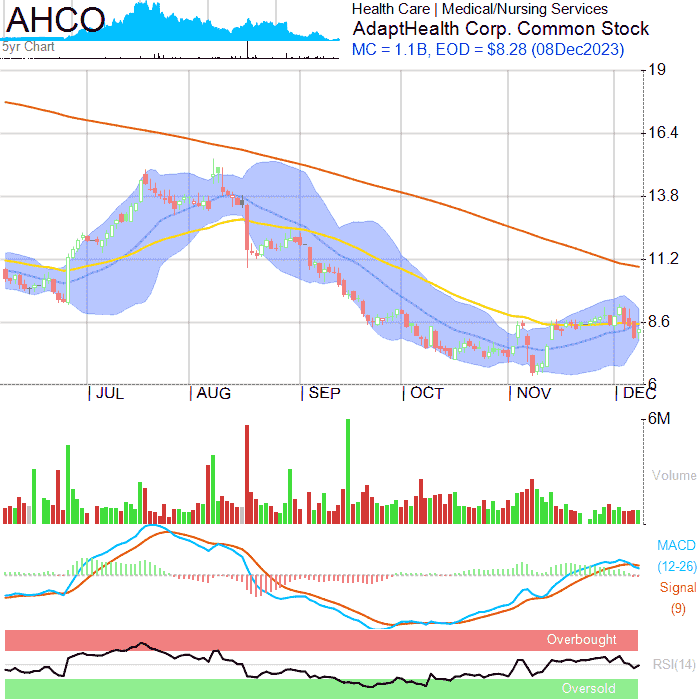 AHCO
5yr Chart
Health Care | Medical/Nursing Services
AdaptHealth Corp. Common Stock
MC = 1.1B, EOD = $8.28 (08Dec2023)
19
16.4
13.8
11.2
8.6
6
JUL AUG SEP OCT NOV DEC
6M
Volume
MACD
(12-26)
Signal
(9)
Overbought
RSI(14)
Oversold